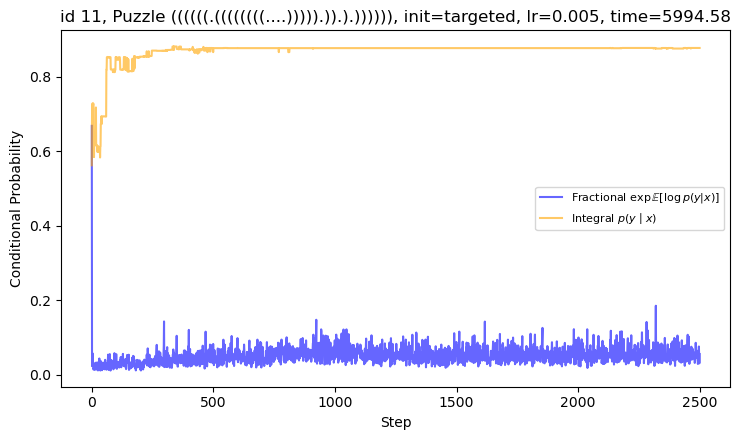 id 11, Puzzle ((((((.((((((((....))))).)).).)))))), init=targeted, lr=0.005, time=5994.58
Conditional Probability
0.8
0.6
0.4
0.2
0.0
Fractional exp𝔼[log p(y|x)]
Integral p(y | x)
0
500
1000
1500
2000
2500
Step